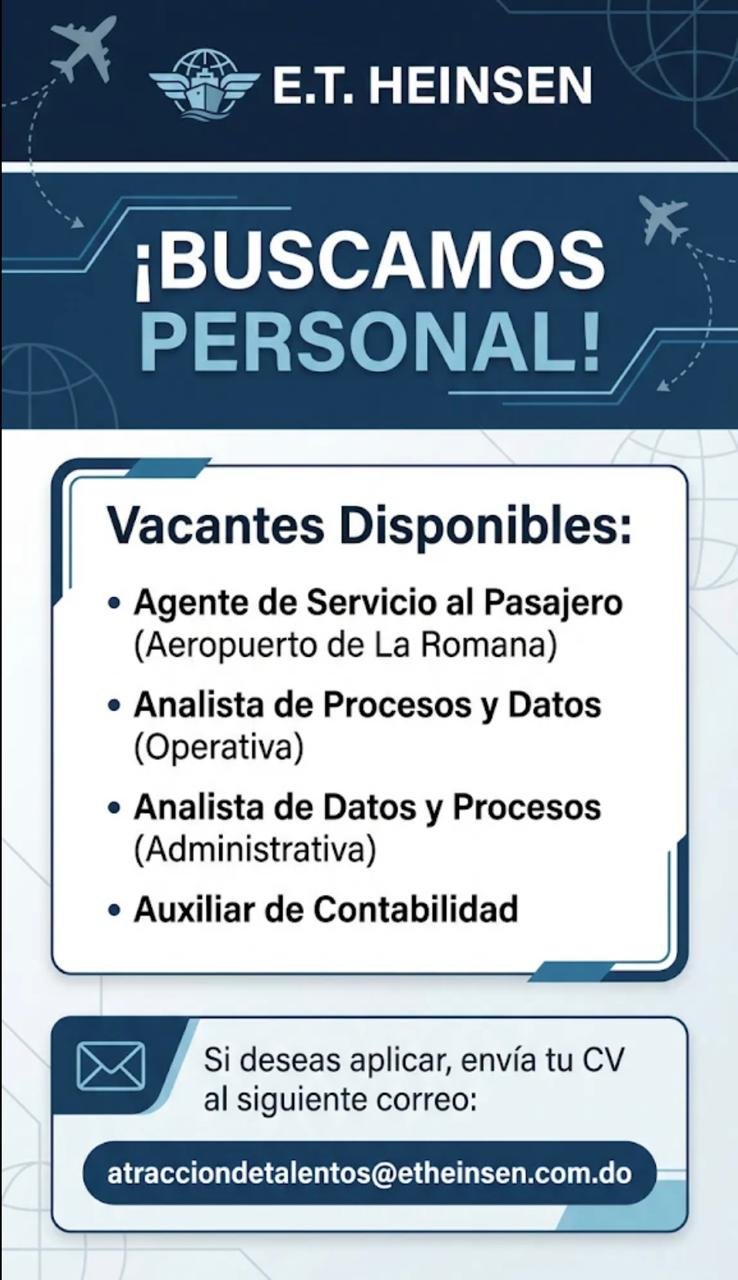 E.T. HEINSEN
¡BUSCAMOS
PERSONAL!
Vacantes Disponibles:
• Agente de Servicio al Pasajero
(Aeropuerto de La Romana)
• Analista de Procesos y Datos
(Operativa)
• Analista de Datos y Procesos
(Administrativa)
• Auxiliar de Contabilidad
Si deseas aplicar, envía tu CV
al siguiente correo:
atracciondetalentos@etheinsen.com.do